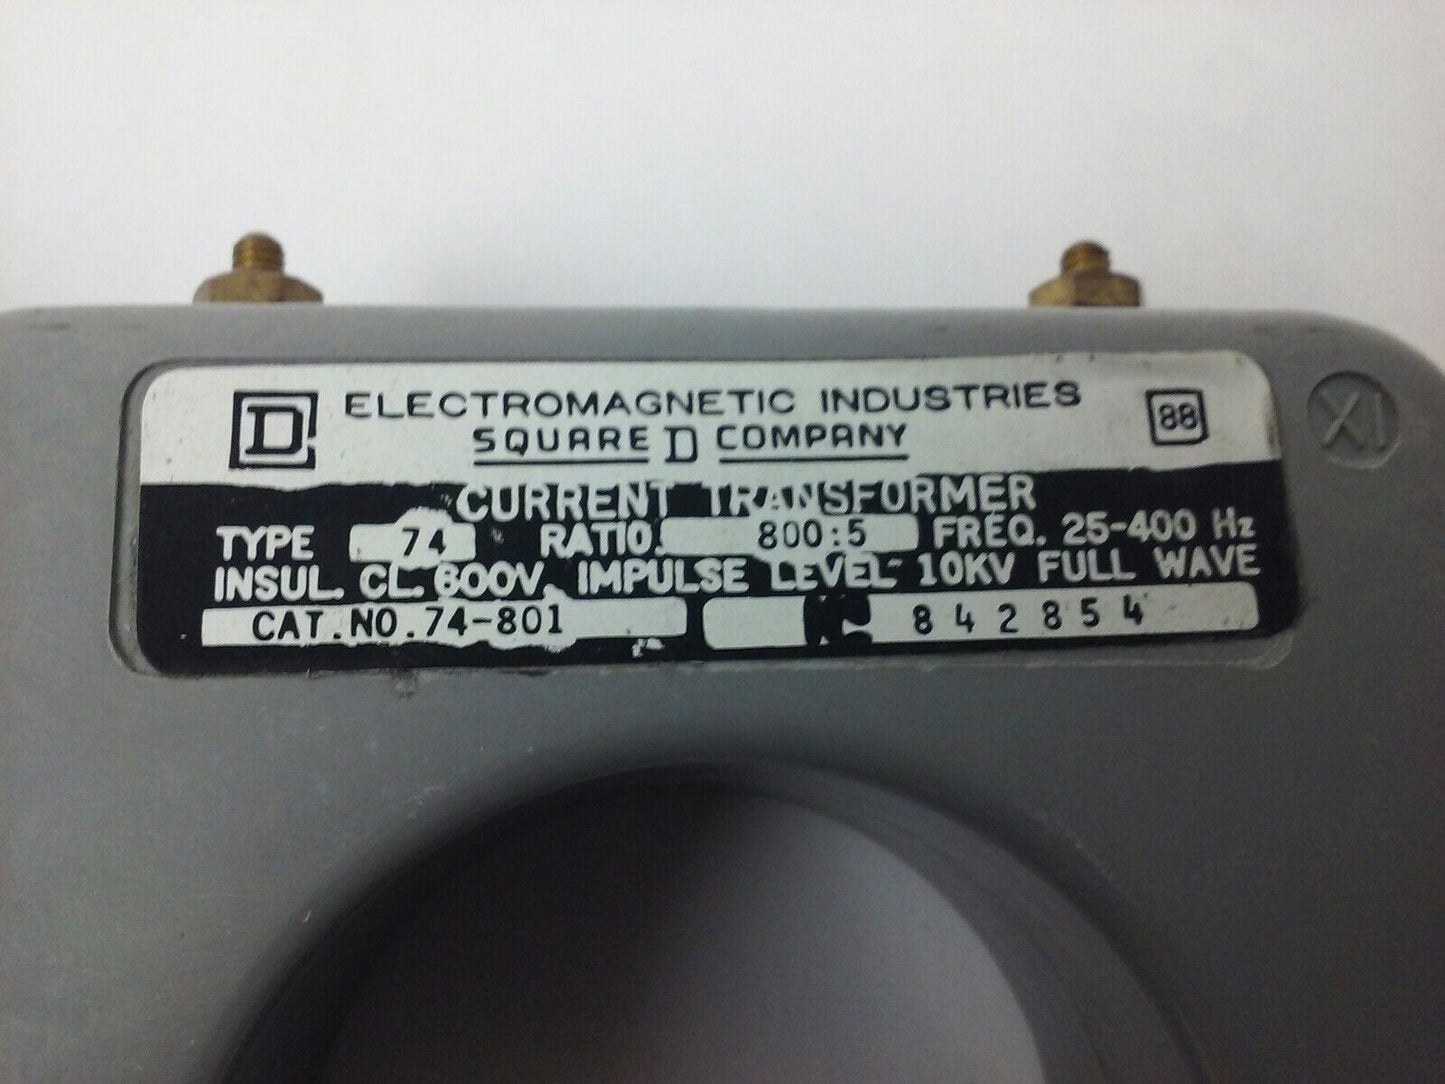 D ELECTROMAGNETIC INDUSTRIES 88
SQUARE D COMPANY
X1
CURRENT TRANSFORMER
TYPE 74 RATIO. 800:5 FREQ. 25-400 Hz
INSUL. CL. 600V. IMPULSE LEVEL 10KV FULL WAVE
CAT.NO.74-801 842854